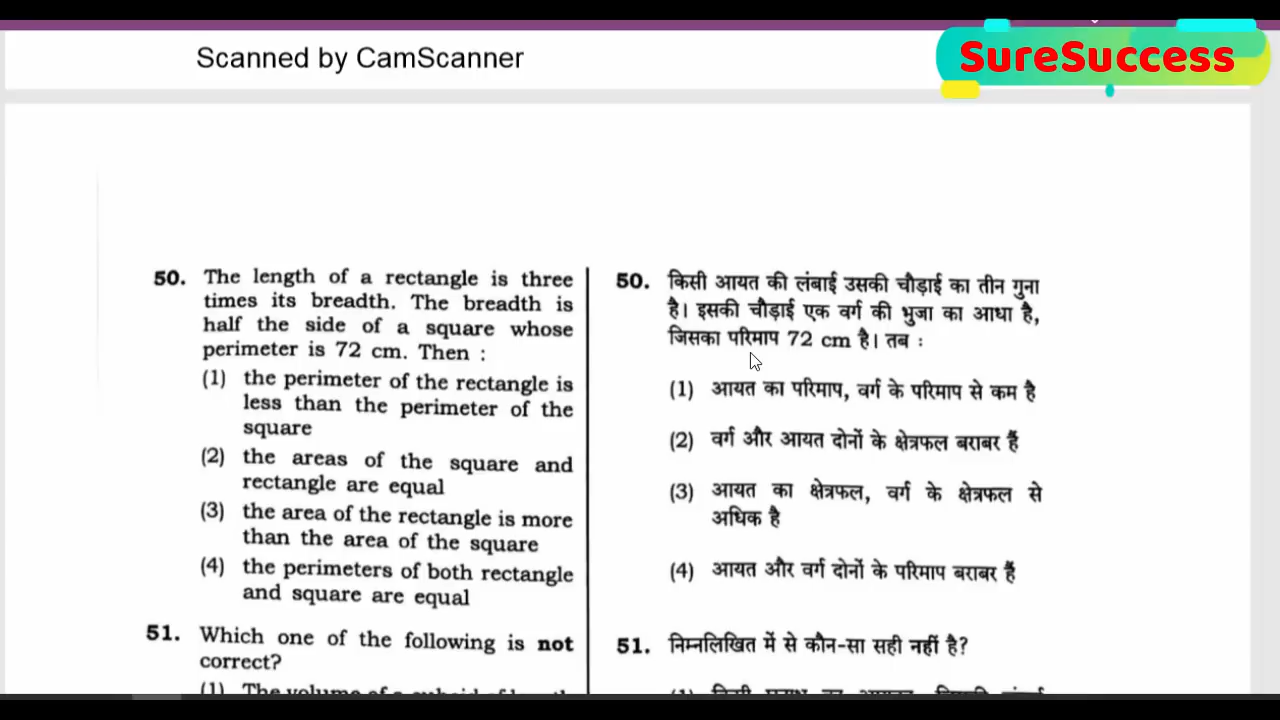 Scanned by CamScanner
SureSuccess
50. The length of a rectangle is three
times its breadth. The breadth is
half the side of a square whose
perimeter is 72 cm. Then :
(1) the perimeter of the rectangle is
less than the perimeter of the
square
(2) the areas of the square and
rectangle are equal
(3) the area of the rectangle is more
than the area of the square
(4) the perimeters of both rectangle
and square are equal
51. Which one of the following is not
correct?
50. किसी आयत की लंबाई उसकी चौड़ाई का तीन गुना
है। इसकी चौड़ाई एक वर्ग की भुजा का आधा है,
जिसका परिमाप 72 cm है। तब :
(1) आयत का परिमाप, वर्ग के परिमाप से कम है
(2) वर्ग और आयत दोनों के क्षेत्रफल बराबर हैं
(3) आयत का क्षेत्रफल, वर्ग के क्षेत्रफल से
अधिक है
(4) आयत और वर्ग दोनों के परिमाप बराबर हैं
51. निम्नलिखित में से कौन-सा सही नहीं है?